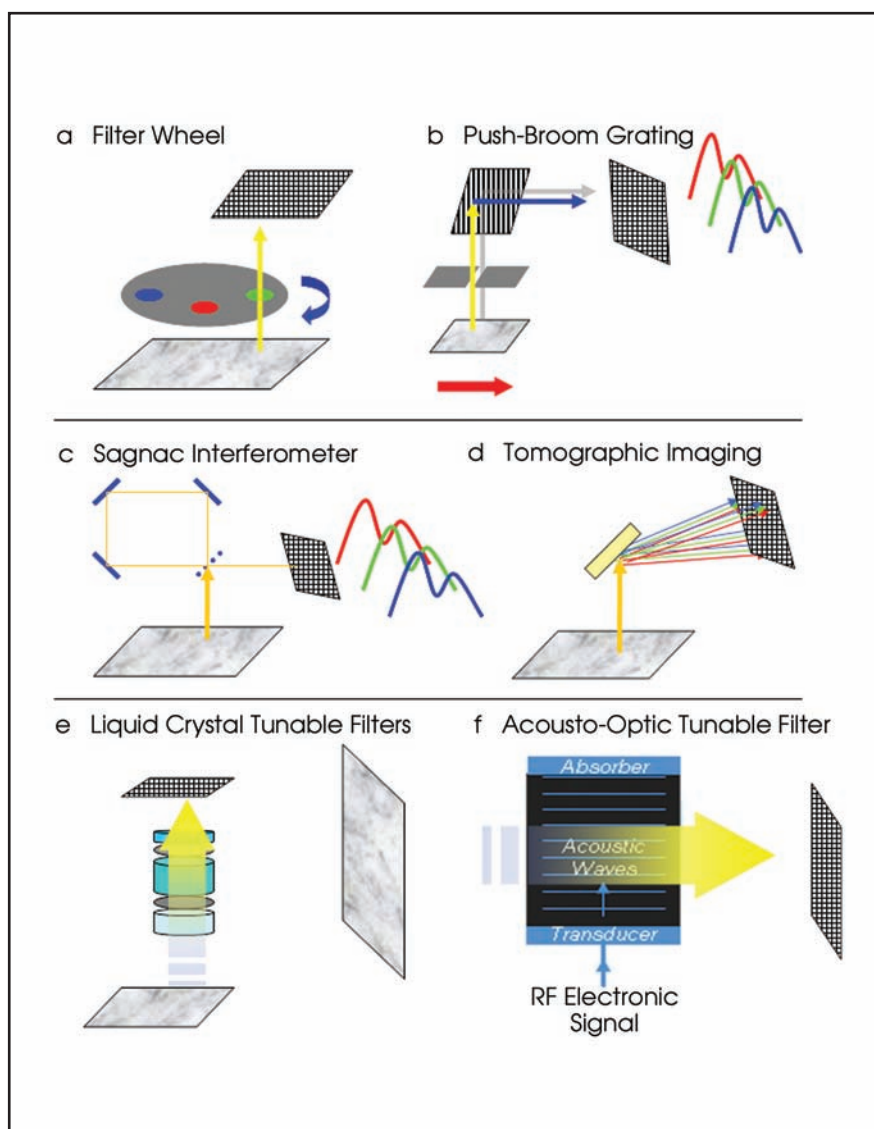 a Filter Wheel
b Push-Broom Grating
c Sagnac Interferometer
d Tomographic Imaging
e Liquid Crystal Tunable Filters
f Acousto-Optic Tunable Filter
Absorber
Acoustic
Waves
Transducer
RF Electronic
Signal